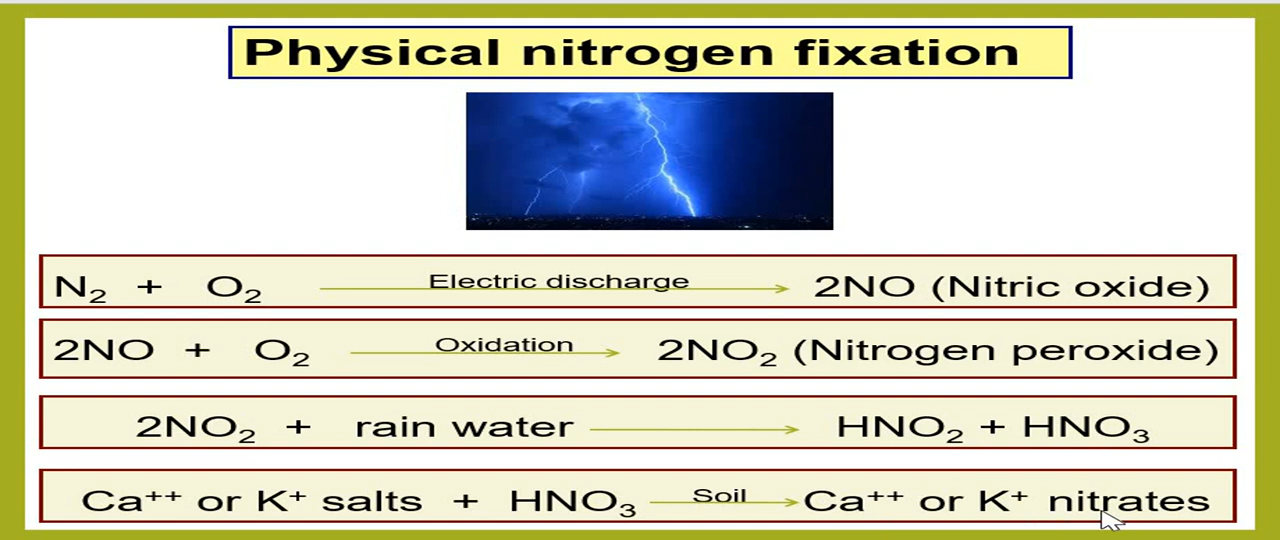 Physical nitrogen fixation
N₂ + O₂ Electric discharge → 2NO (Nitric oxide)
2NO + O₂ Oxidation → 2NO₂ (Nitrogen peroxide)
2NO₂ + rain water → HNO₂ + HNO₃
Ca⁺⁺ or K⁺ salts + HNO₃ Soil → Ca⁺⁺ or K⁺ nitrates